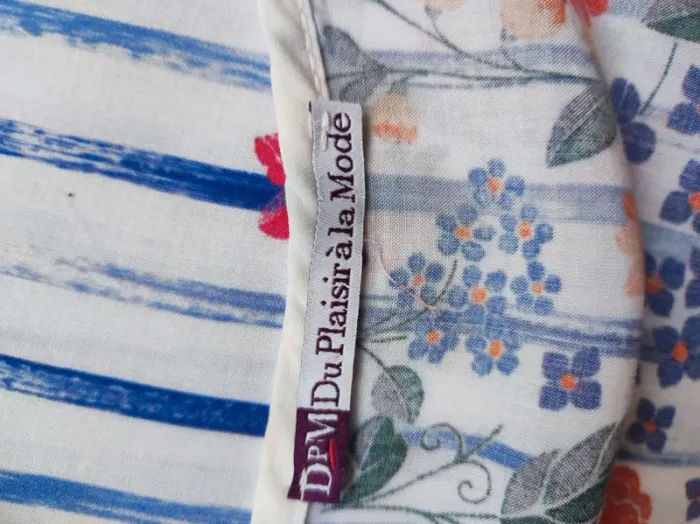 DPM Du Plaisir à la Mode